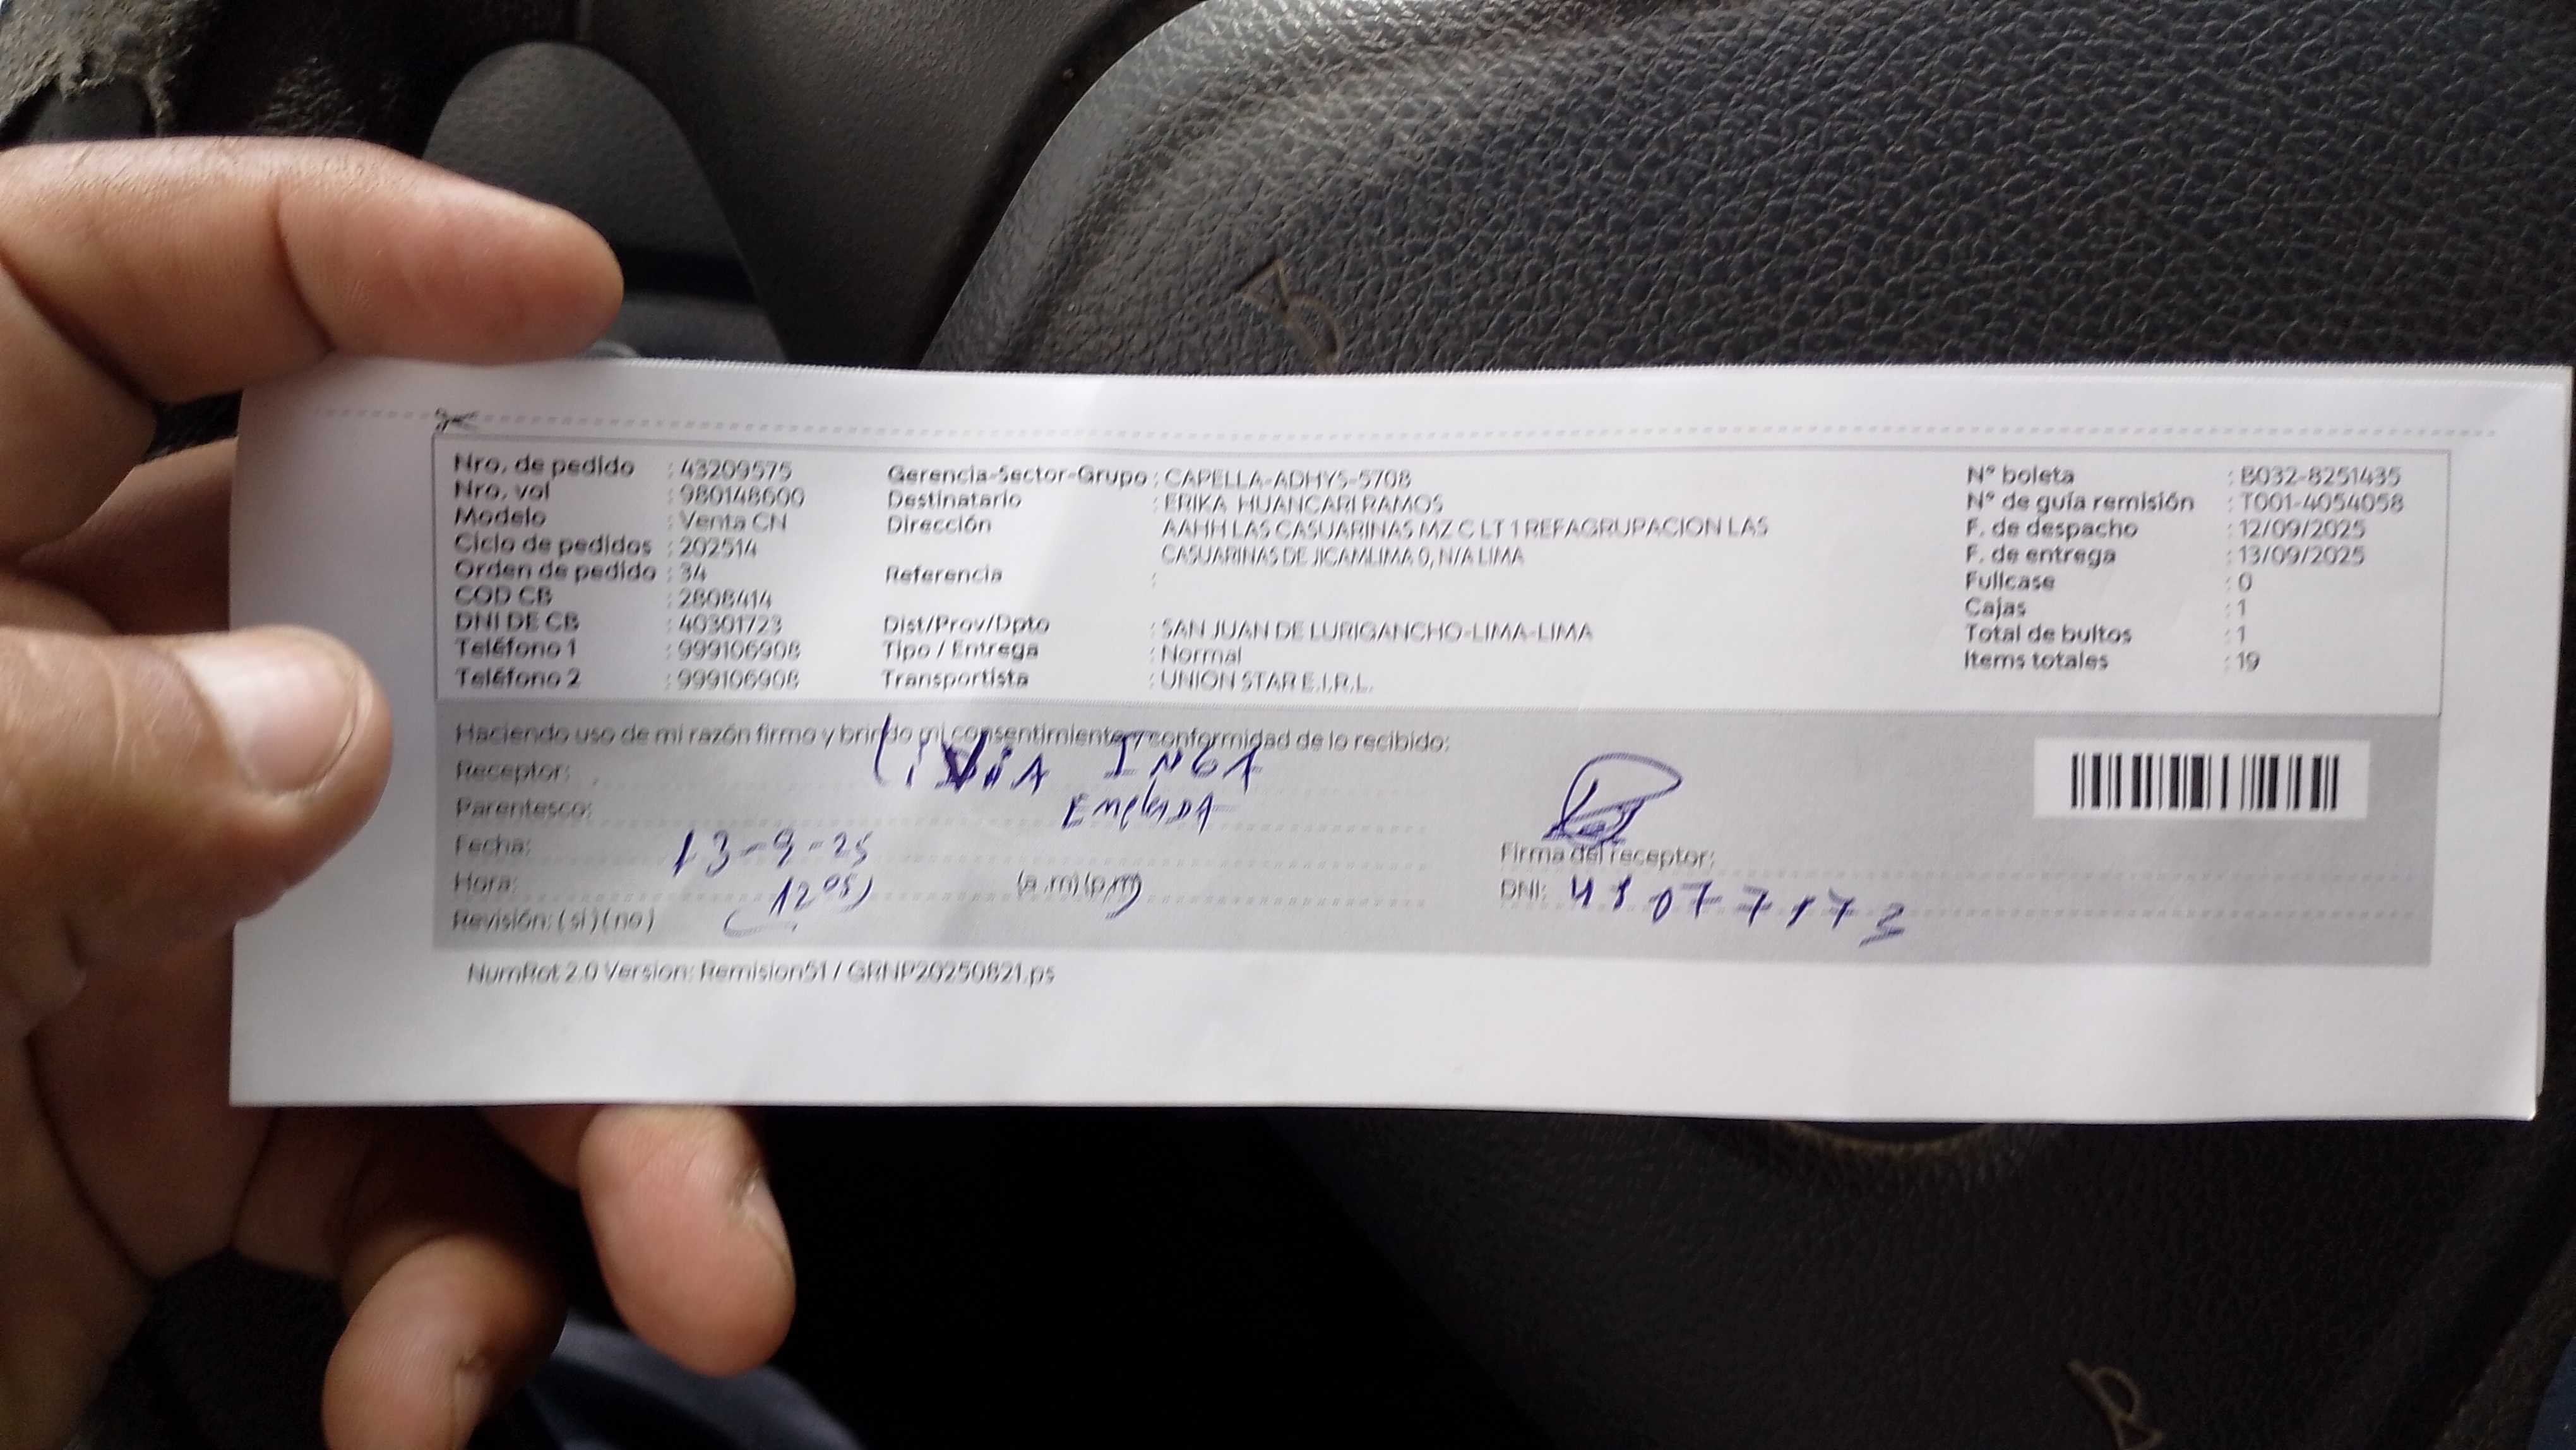 Nro. de pedido : 43209575
Nro. vol : 980148600
Modelo : Venta CN
Ciclo de pedidos : 202514
Orden de pedido : 34
COD CB : 2808414
DNI DE CB : 40301723
Teléfono 1 : 999106908
Teléfono 2 : 999106908
Gerencia-Sector-Grupo : CAPELLA-ADHYS-5708
Destinatario : ERIKA HUANCARI RAMOS
Dirección AAHH LAS CASUARINAS MZ C LT 1 REFAGRUPACION LAS
CASUARINAS DE JICAMLIMA 0, N/A LIMA
Referencia :
Dist/Prov/Dpto : SAN JUAN DE LURIGANCHO-LIMA-LIMA
Tipo / Entrega : Normal
Transportista : UNION STAR E.I.R.L.
N° boleta : B032-8251435
N° de guía remisión : T001-4054058
F. de despacho : 12/09/2025
F. de entrega : 13/09/2025
Fullcase : 0
Cajas : 1
Total de bultos : 1
Items totales : 19
Haciendo uso de mi razón firmo y brindo mi consentimiento y conformidad de lo recibido:
Receptor: INGA
Parentesco:
Fecha: 13-9-25
Hora: 12 05 (a.m) (p.m)
Revisión: (si) (no)
Firma del receptor:
DNI:
NumRot 2.0 Version: Remision51 / GRNP20250821.ps